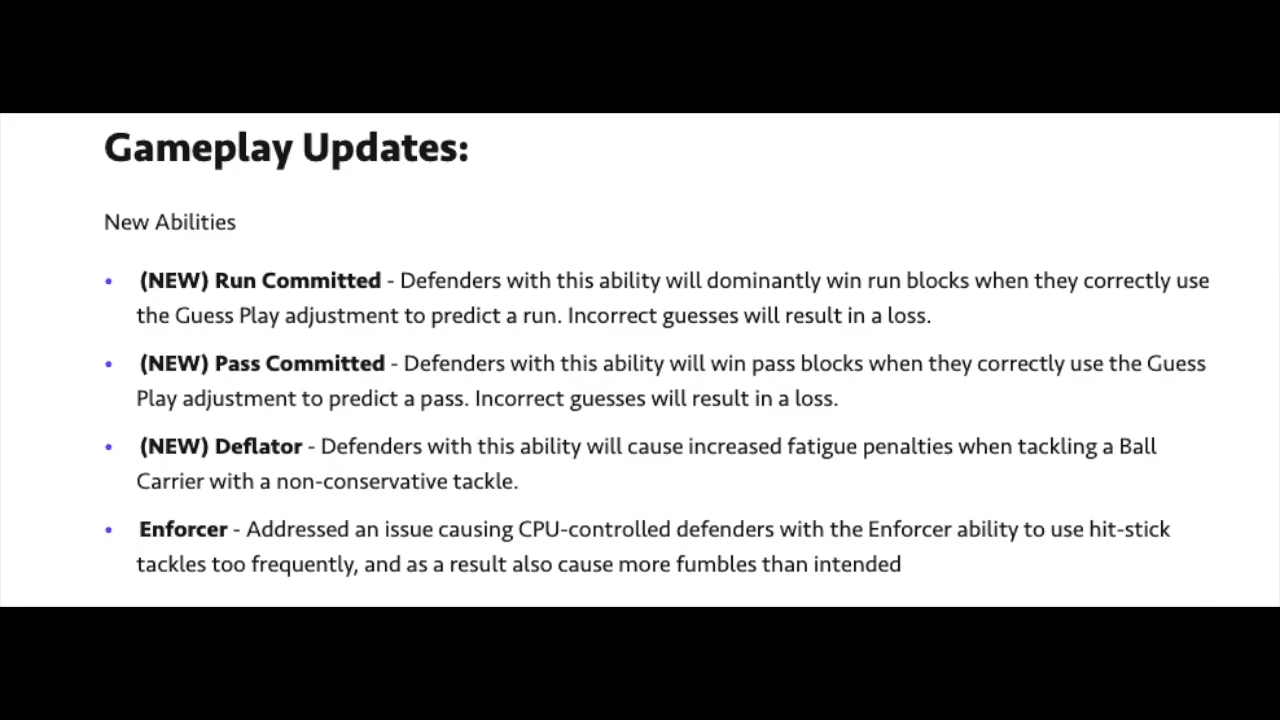 Gameplay Updates:
New Abilities
• (NEW) Run Committed - Defenders with this ability will dominantly win run blocks when they correctly use
the Guess Play adjustment to predict a run. Incorrect guesses will result in a loss.
• (NEW) Pass Committed - Defenders with this ability will win pass blocks when they correctly use the Guess
Play adjustment to predict a pass. Incorrect guesses will result in a loss.
• (NEW) Deflator - Defenders with this ability will cause increased fatigue penalties when tackling a Ball
Carrier with a non-conservative tackle.
• Enforcer - Addressed an issue causing CPU-controlled defenders with the Enforcer ability to use hit-stick
tackles too frequently, and as a result also cause more fumbles than intended